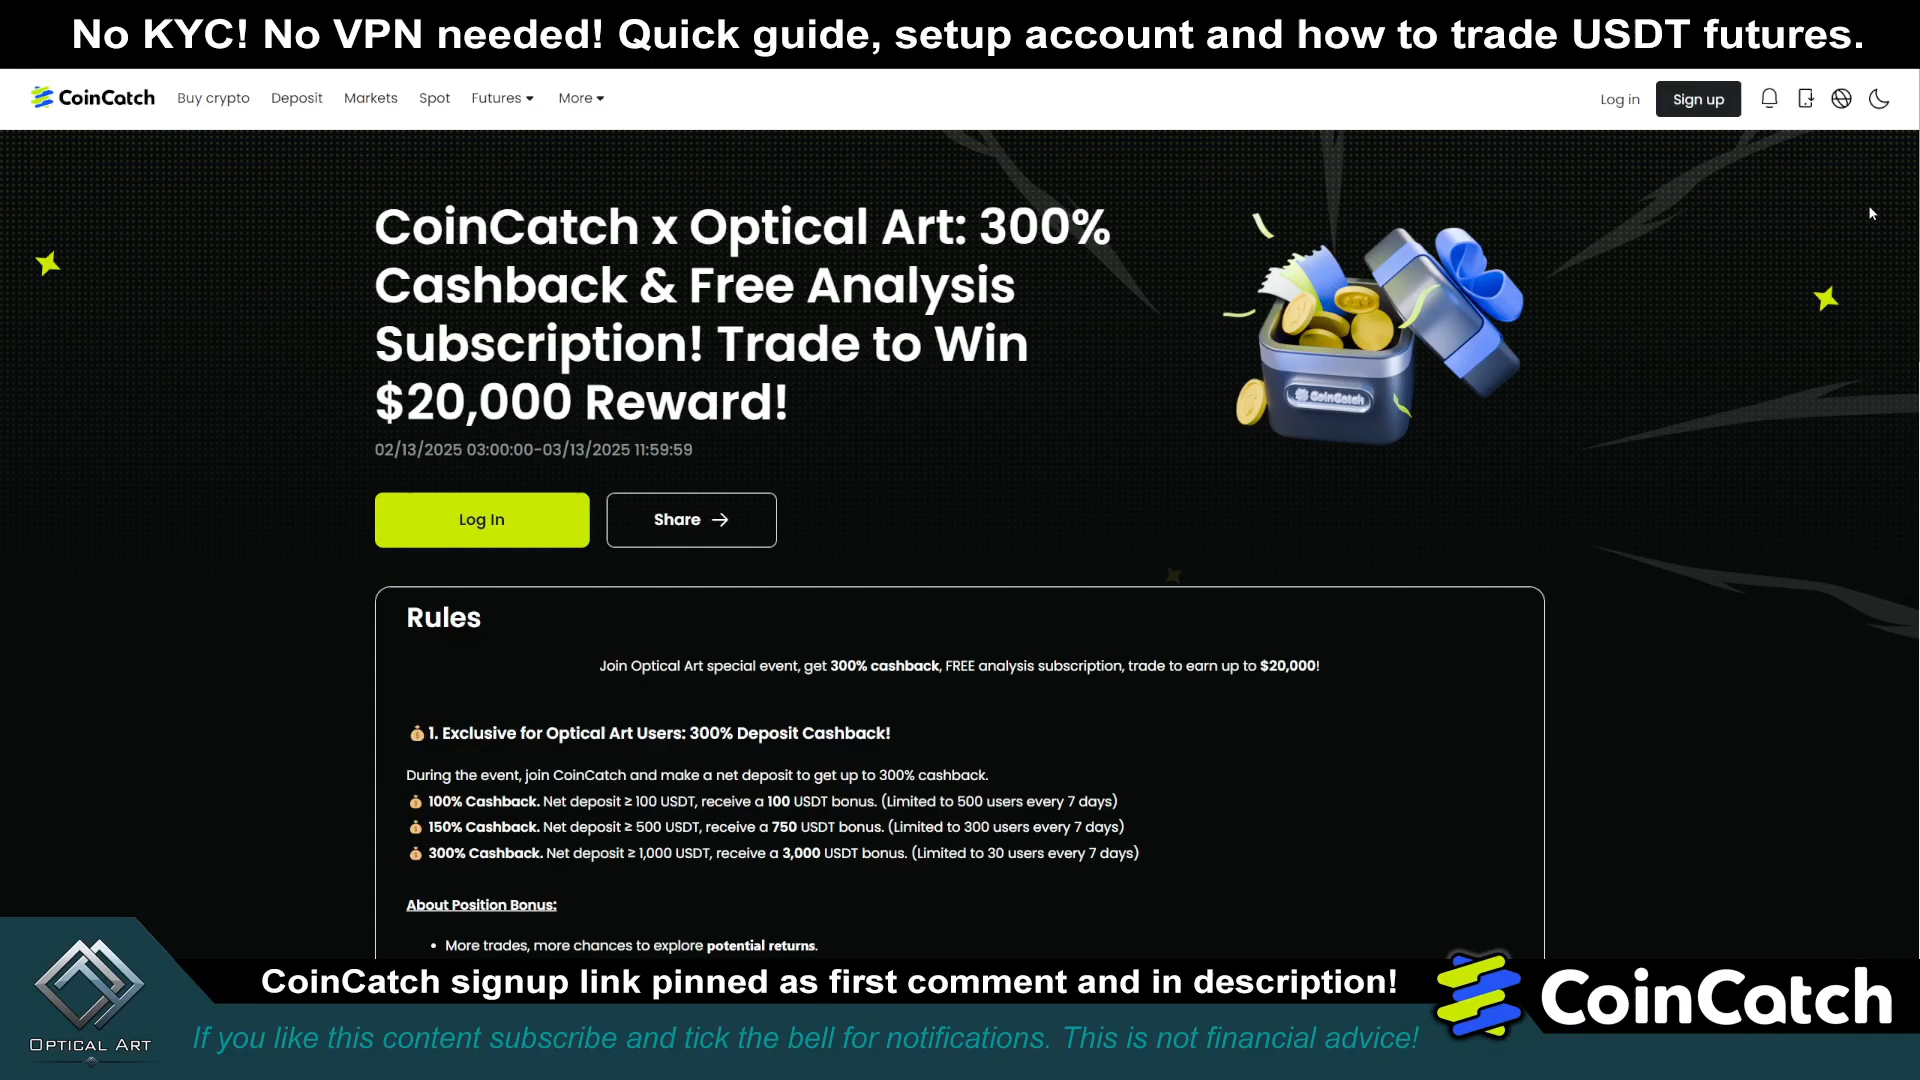 No KYC! No VPN needed! Quick guide, setup account and how to trade USDT futures.
CoinCatch Buy crypto Deposit Markets Spot Futures More Log in Sign up
CoinCatch x Optical Art: 300%
Cashback & Free Analysis
Subscription! Trade to Win
$20,000 Reward!
02/13/2025 03:00:00-03/13/2025 11:59:59
Log In Share →
CoinCatch
Rules
Join Optical Art special event, get 300% cashback, FREE analysis subscription, trade to earn up to $20,000!
💰1. Exclusive for Optical Art Users: 300% Deposit Cashback!
During the event, join CoinCatch and make a net deposit to get up to 300% cashback.
💰 100% Cashback. Net deposit ≥ 100 USDT, receive a 100 USDT bonus. (Limited to 500 users every 7 days)
💰 150% Cashback. Net deposit ≥ 500 USDT, receive a 750 USDT bonus. (Limited to 300 users every 7 days)
💰 300% Cashback. Net deposit ≥ 1,000 USDT, receive a 3,000 USDT bonus. (Limited to 30 users every 7 days)
About Position Bonus:
• More trades, more chances to explore potential returns.
CoinCatch signup link pinned as first comment and in description!
CoinCatch
OPTICAL ART
If you like this content subscribe and tick the bell for notifications. This is not financial advice!